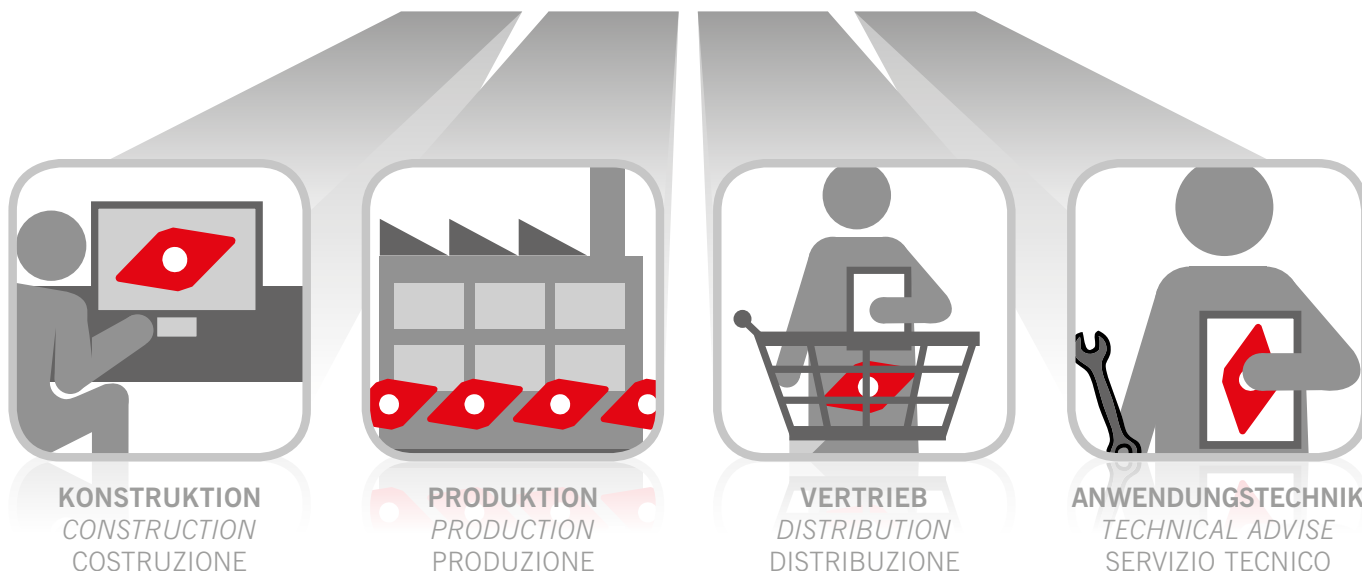 KONSTRUKTION
CONSTRUCTION
COSTRUZIONE
PRODUKTION
PRODUCTION
PRODUZIONE
VERTRIEB
DISTRIBUTION
DISTRIBUZIONE
ANWENDUNGSTECHNIK
TECHNICAL ADVISE
SERVIZIO TECNICO